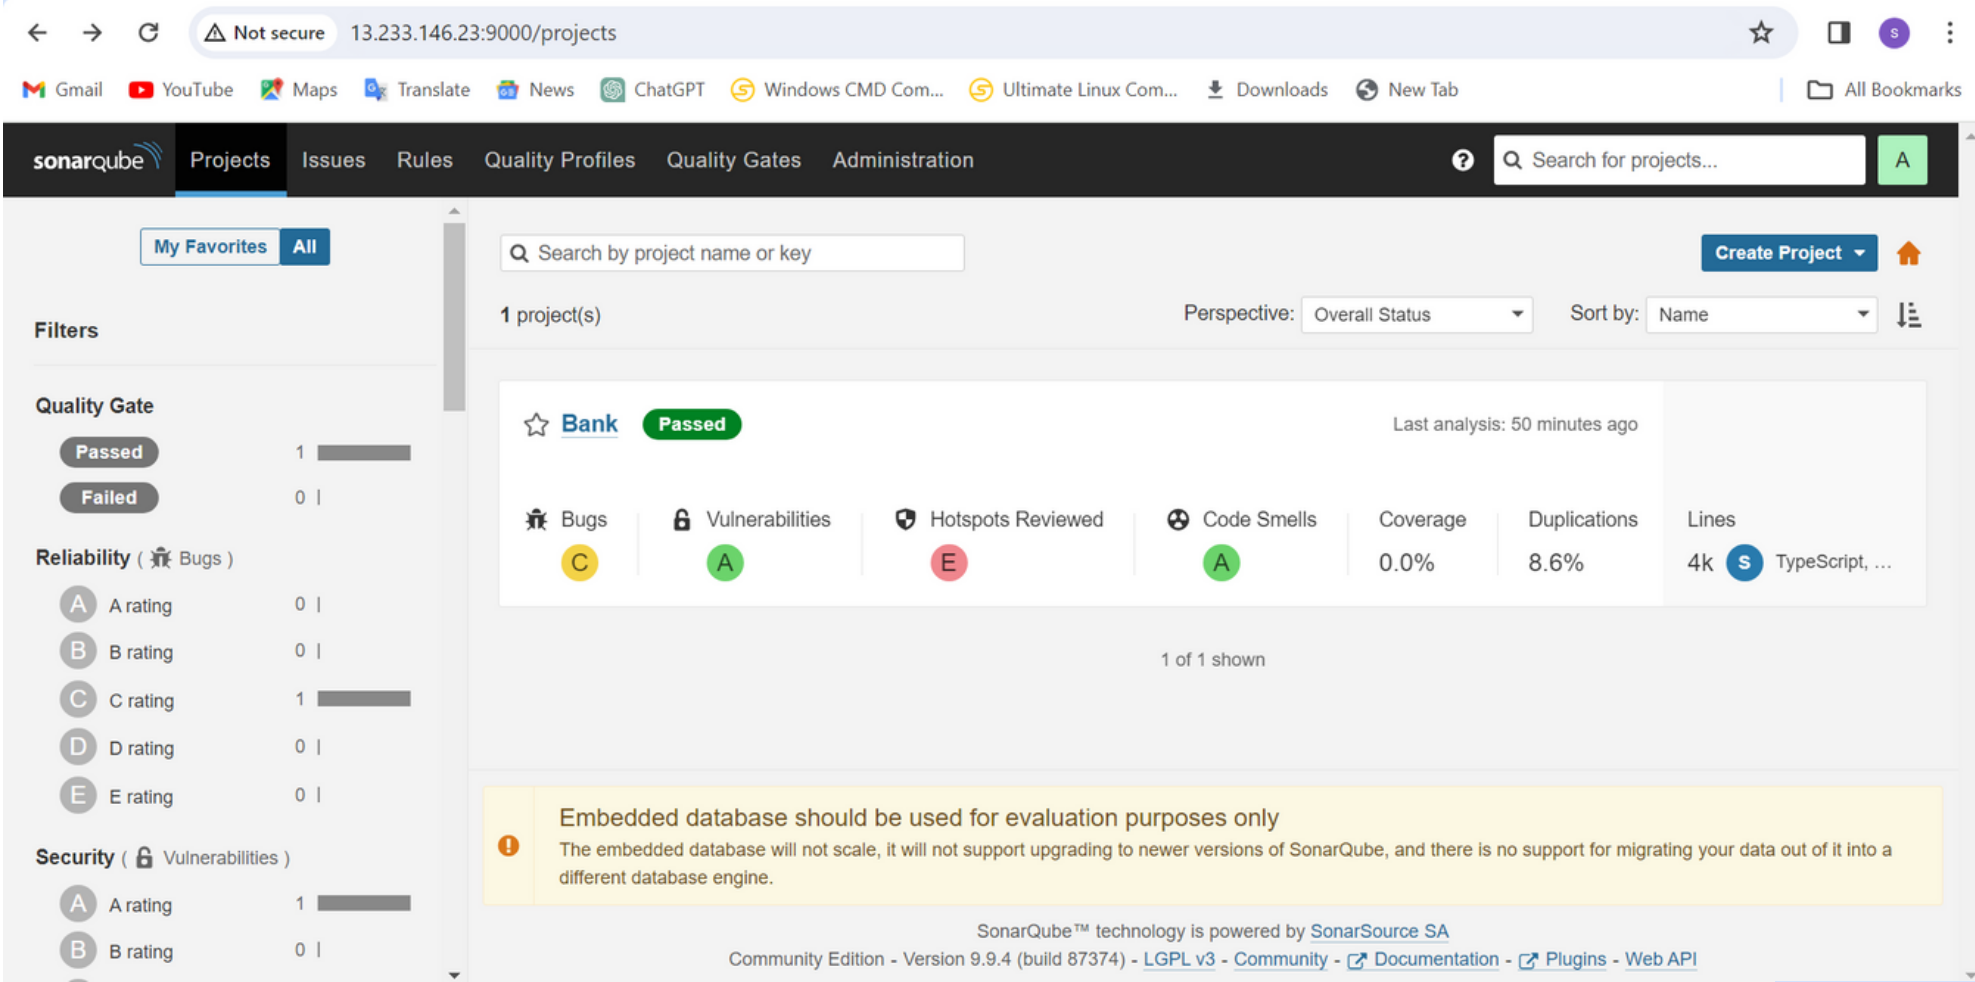 Not secure 13.233.146.23:9000/projects S
Gmail YouTube Maps Translate News ChatGPT Windows CMD Com... Ultimate Linux Com... Downloads New Tab All Bookmarks
sonarqube Projects Issues Rules Quality Profiles Quality Gates Administration ? Search for projects... A
My Favorites All
Search by project name or key
Create Project
1 project(s)
Perspective: Overall Status Sort by: Name
Filters
Quality Gate
Passed 1
Failed 0
Reliability ( Bugs )
A A rating 0
B B rating 0
C C rating 1
D D rating 0
E E rating 0
Security ( Vulnerabilities )
A A rating 1
B B rating 0
Bank Passed Last analysis: 50 minutes ago
Bugs Vulnerabilities Hotspots Reviewed Code Smells Coverage Duplications Lines
C A E A 0.0% 8.6% 4k S TypeScript, ...
1 of 1 shown
Embedded database should be used for evaluation purposes only
The embedded database will not scale, it will not support upgrading to newer versions of SonarQube, and there is no support for migrating your data out of it into a
different database engine.
SonarQube™ technology is powered by SonarSource SA
Community Edition - Version 9.9.4 (build 87374) - LGPL v3 - Community - Documentation - Plugins - Web API